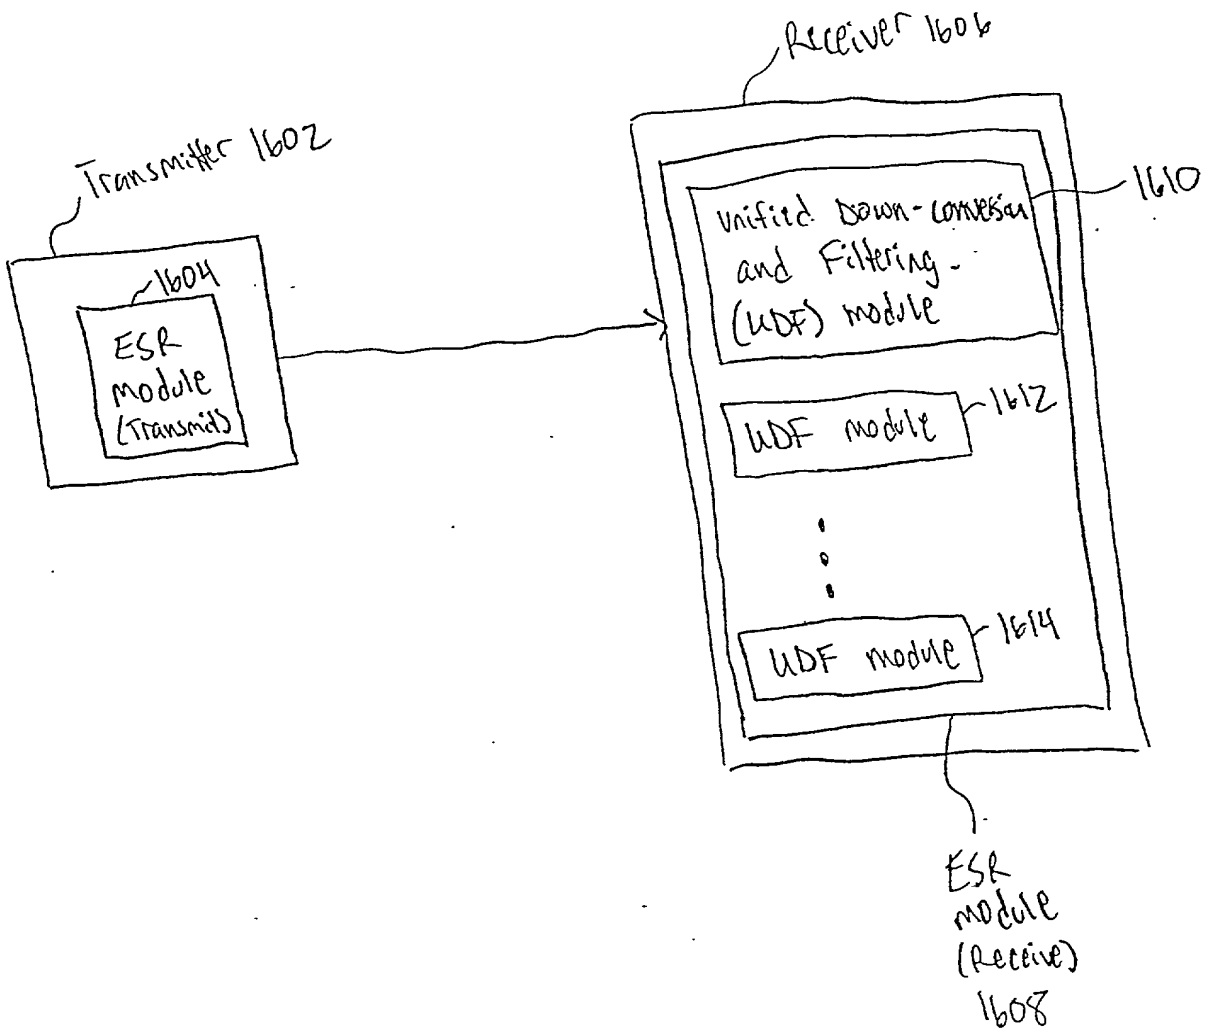 Receiver 1606
Transmitter 1602
1610
Unified Down-conversion
and Filtering
(UDF) module
1604
ESR
module
(Transmit)
1612
UDF module
1614
UDF module
ESR
module
(Receive)
1608